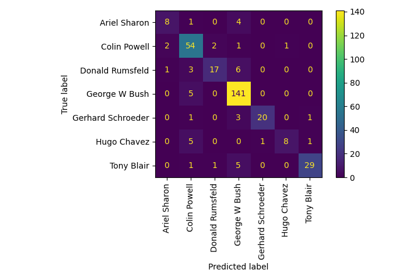 Ariel Sharon 8 1 0 4 0 0 0
Colin Powell 2 54 2 1 0 1 0
Donald Rumsfeld 1 3 17 6 0 0 0
George W Bush 0 5 0 141 0 0 0
Gerhard Schroeder 0 1 0 3 20 0 1
Hugo Chavez 0 5 0 0 1 8 1
Tony Blair 0 1 1 5 0 0 29
True label
Ariel Sharon
Colin Powell
Donald Rumsfeld
George W Bush
Gerhard Schroeder
Hugo Chavez
Tony Blair
Predicted label
140
120
100
80
60
40
20
0